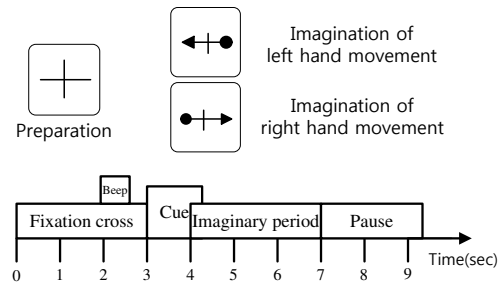 Imagination of
left hand movement
Preparation
Imagination of
right hand movement
Beep
Fixation cross
Cue
Imaginary period
Pause
0 1 2 3 4 5 6 7 8 9
Time(sec)